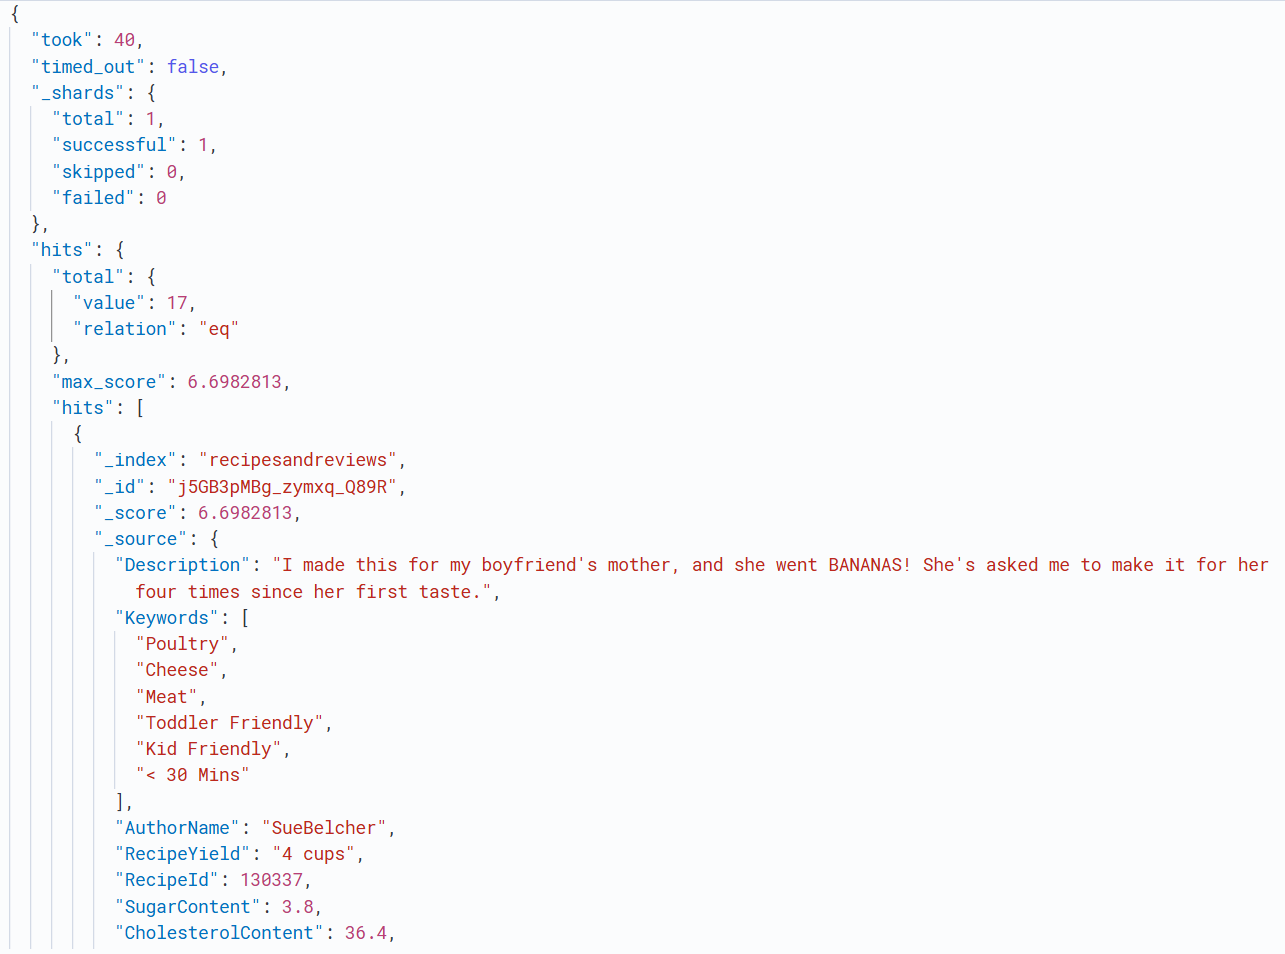 {
"took": 40,
"timed_out": false,
"_shards": {
"total": 1,
"successful": 1,
"skipped": 0,
"failed": 0
},
"hits": {
"total": {
"value": 17,
"relation": "eq"
},
"max_score": 6.6982813,
"hits": [
{
"_index": "recipesandreviews",
"_id": "j5GB3pMBg_zymxq_Q89R",
"_score": 6.6982813,
"_source": {
"Description": "I made this for my boyfriend's mother, and she went BANANAS! She's asked me to make it for her
four times since her first taste.",
"Keywords": [
"Poultry",
"Cheese",
"Meat",
"Toddler Friendly",
"Kid Friendly",
"< 30 Mins"
],
"AuthorName": "SueBelcher",
"RecipeYield": "4 cups",
"RecipeId": 130337,
"SugarContent": 3.8,
"CholesterolContent": 36.4,